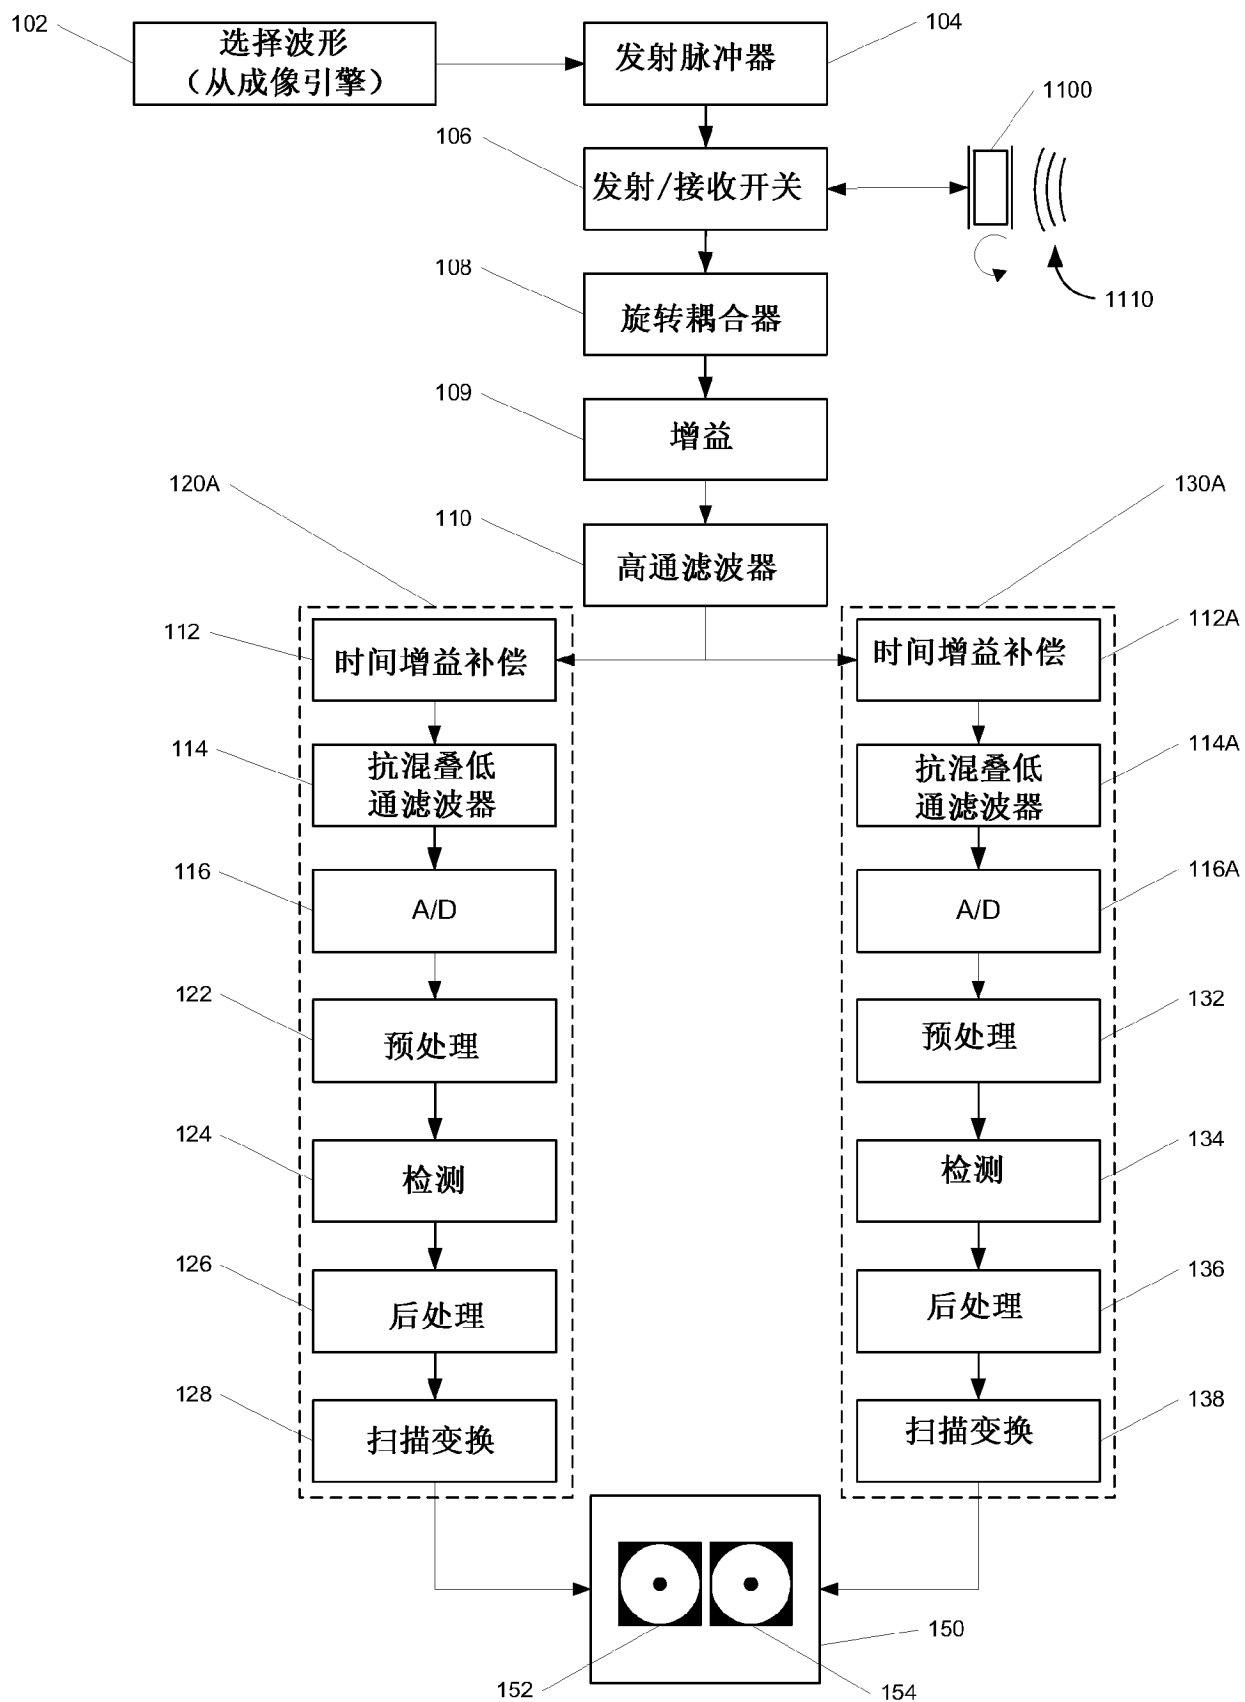 102
选择波形
（从成像引擎）
发射脉冲器
104
106
发射/接收开关
1100
1110
108
旋转耦合器
109
增益
120A
130A
110
高通滤波器
112
时间增益补偿
时间增益补偿
112A
114
抗混叠低
通滤波器
抗混叠低
通滤波器
114A
116
A/D
A/D
116A
122
预处理
预处理
132
124
检测
检测
134
126
后处理
后处理
136
128
扫描变换
扫描变换
138
150
152
154